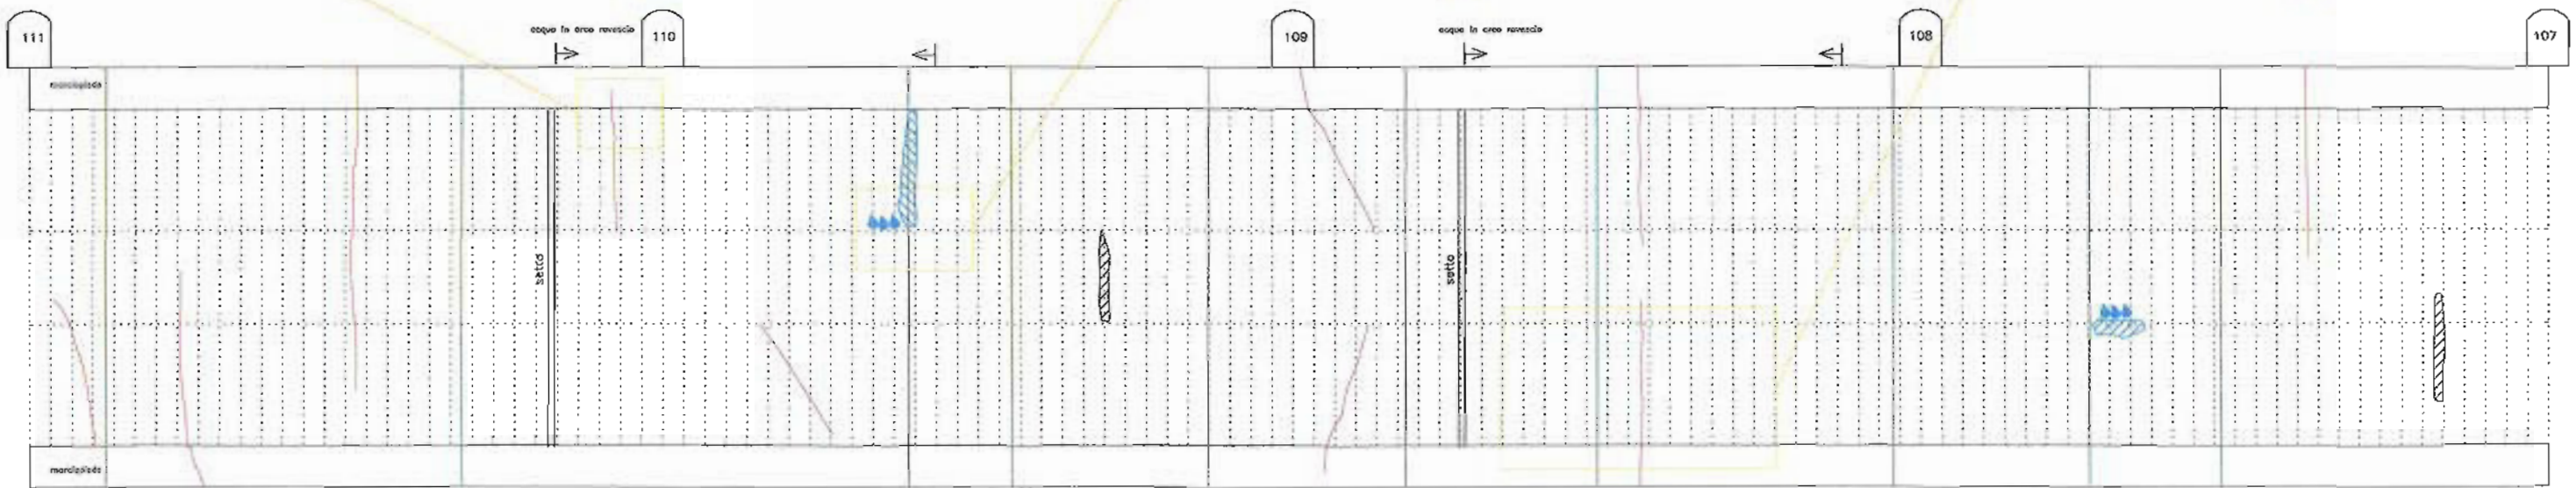 111
acqua in arco rovescio
110
109
acqua in arco rovescio
108
107
marciapiede
setto
setto
marciapiede